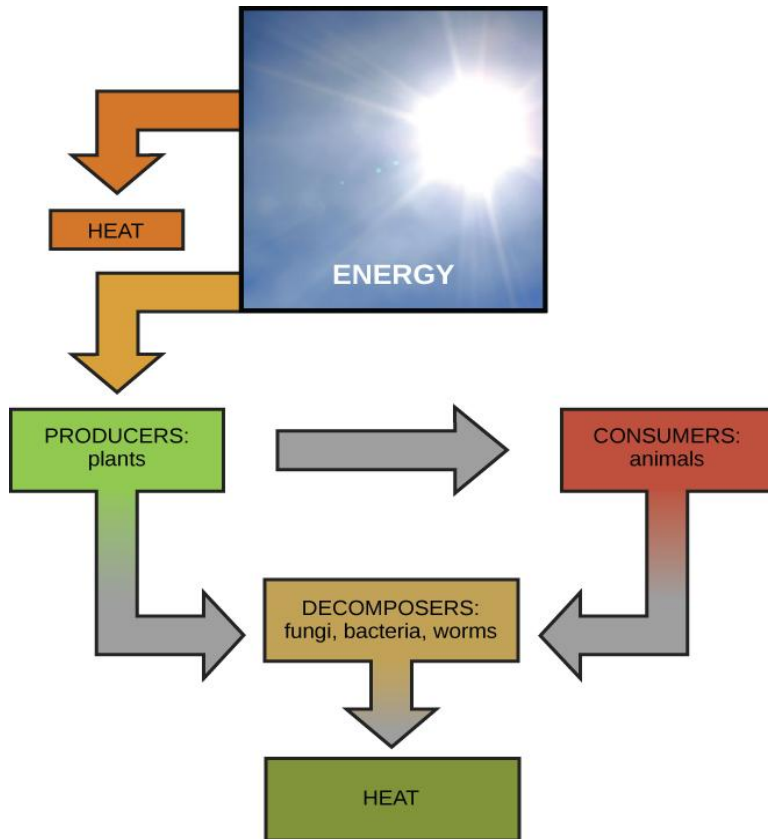 HEAT
ENERGY
PRODUCERS:
plants
CONSUMERS:
animals
DECOMPOSERS:
fungi, bacteria, worms
HEAT